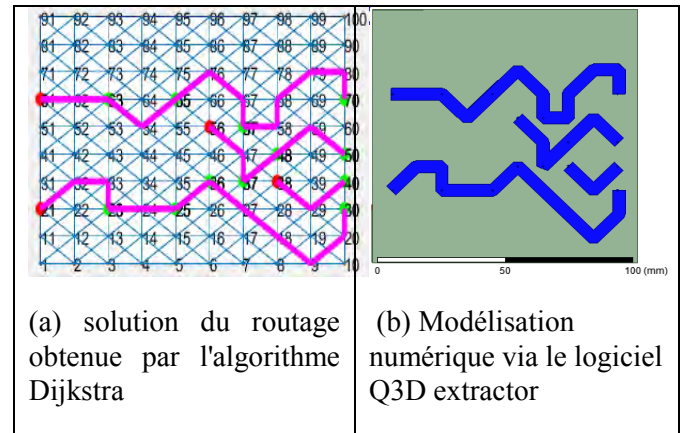 91 92 93 94 95 96 97 98 99 100
81 82 83 84 85 86 87 88 89 90
71 72 73 74 75 76 77 78 79 80
63 64 65 66 67 68 69 70
51 52 53 54 55 56 57 58 59 60
41 42 43 44 45 46 47 48 49 50
31 32 33 34 35 36 37 38 39 40
21 22 23 24 25 26 27 28 29 30
11 12 13 14 15 16 17 18 19 20
1 2 3 4 5 6 7 8 9 10
0 50 100 (mm)
(a) solution du routage
obtenue par l'algorithme
Dijkstra
(b) Modélisation
numérique via le logiciel
Q3D extractor